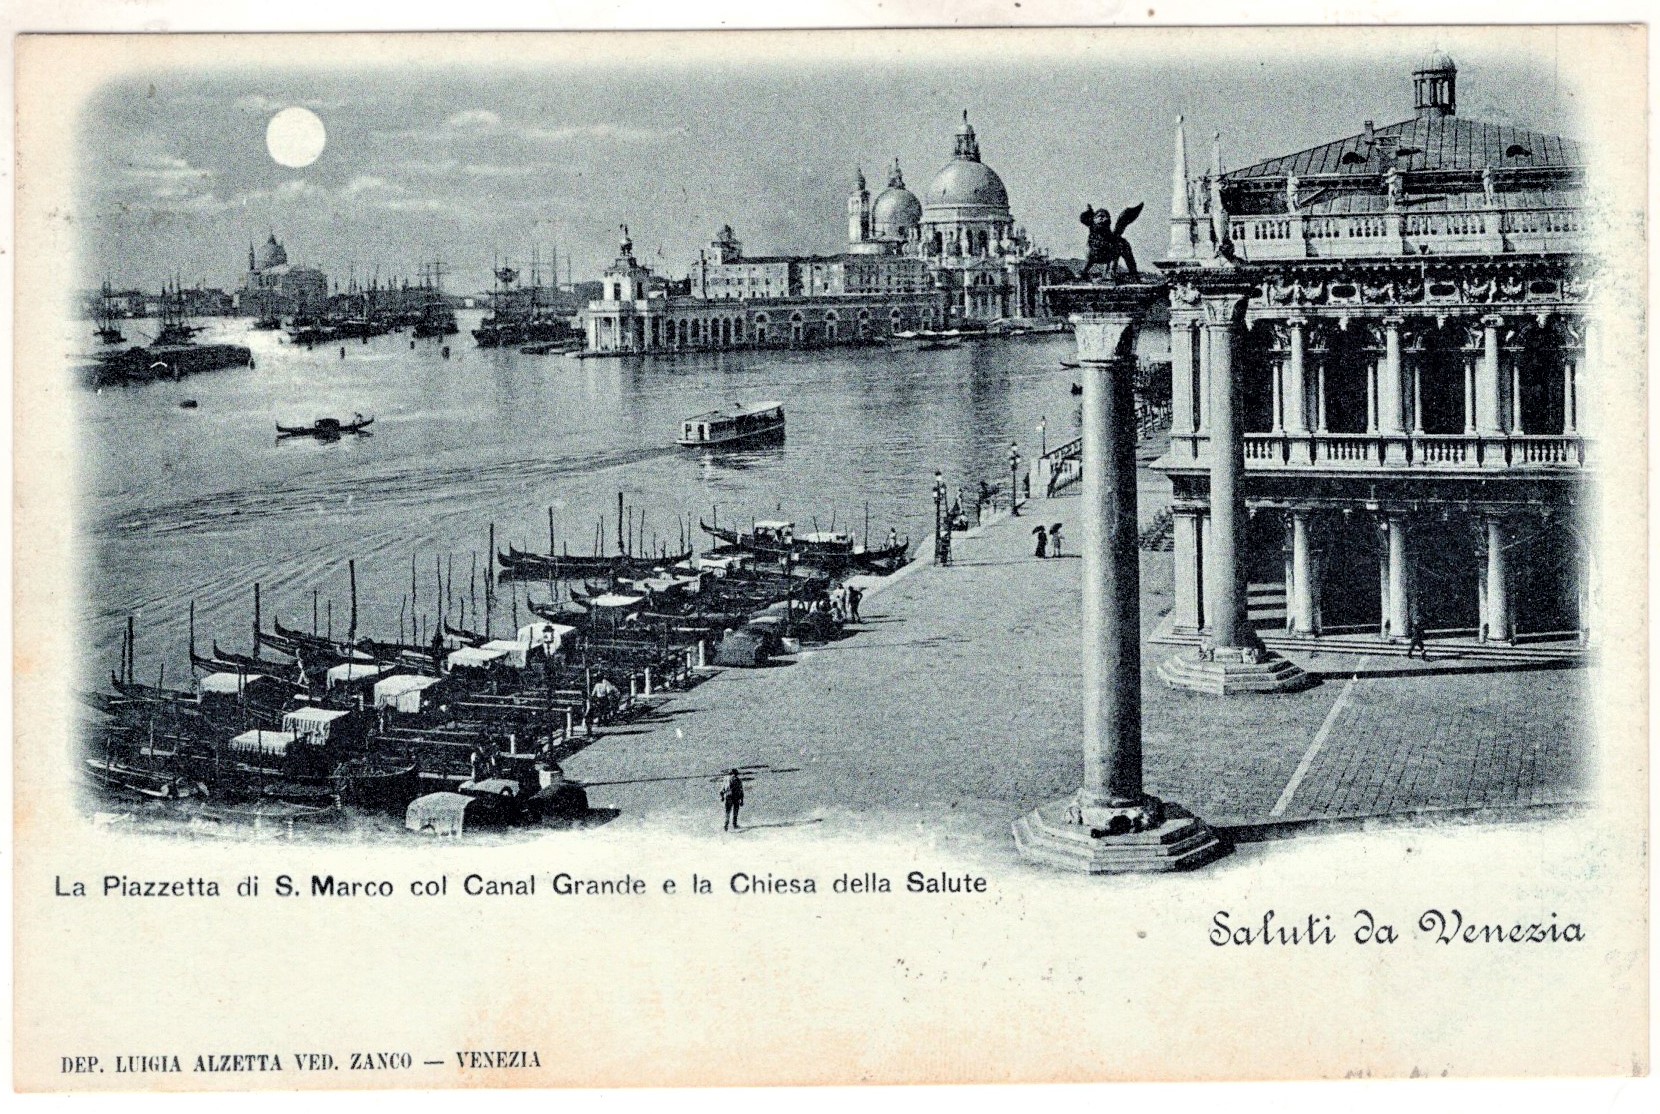 La Piazzetta di S. Marco col Canal Grande e la Chiesa della Salute
Saluti da Venezia
DEP. LUIGIA ALZETTA VED. ZANCO — VENEZIA